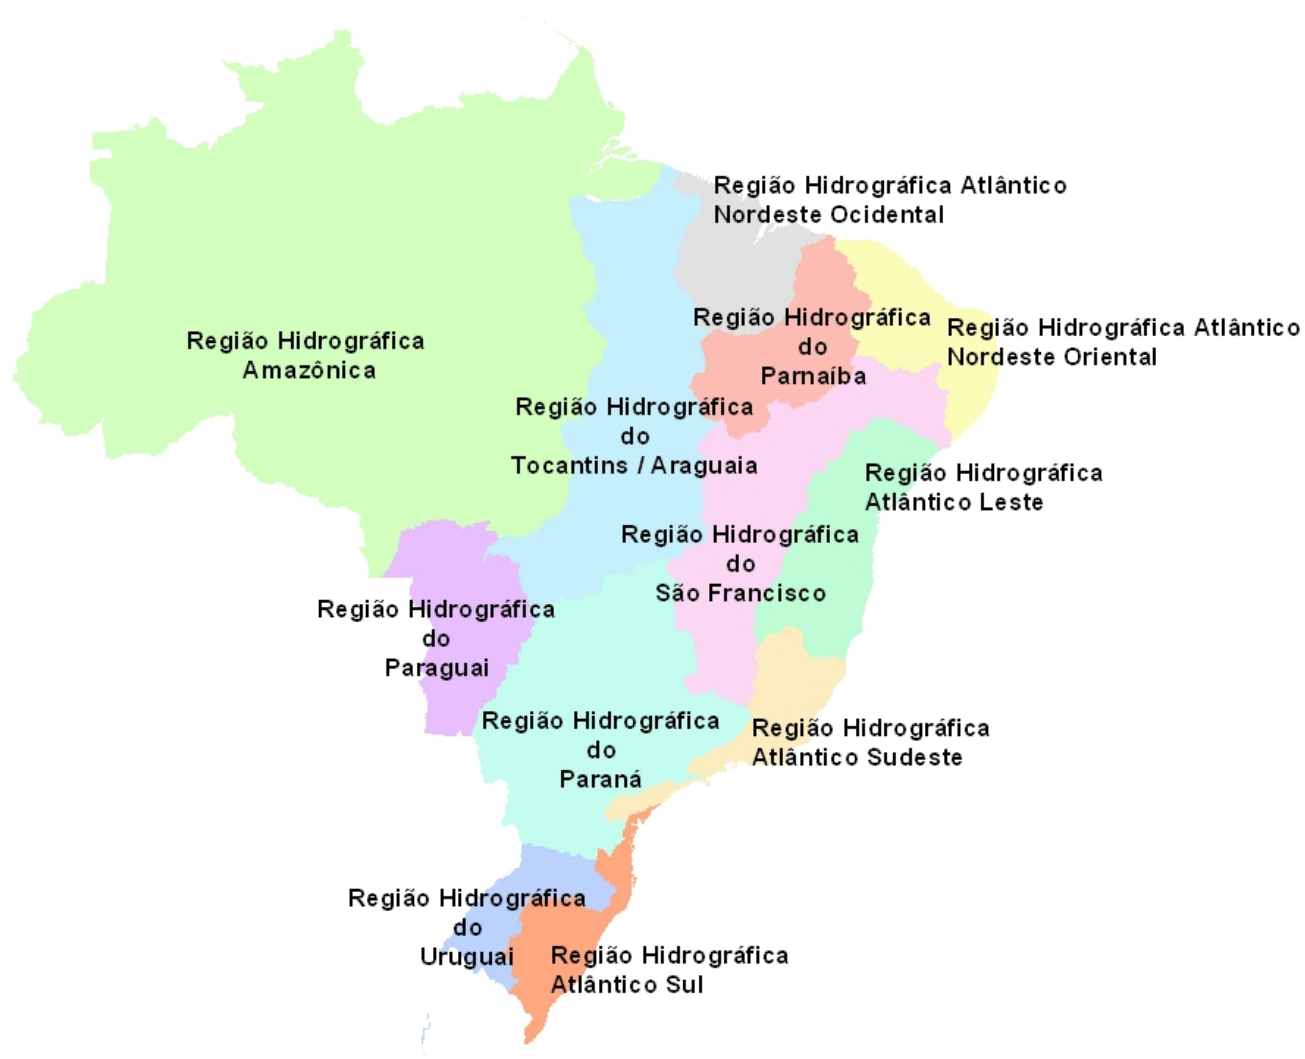 Região Hidrográfica Atlântico
Nordeste Ocidental
Região Hidrográfica
do
Parnaíba
Região Hidrográfica Atlântico
Nordeste Oriental
Região Hidrográfica
Amazônica
Região Hidrográfica
do
Tocantins / Araguaia
Região Hidrográfica
Atlântico Leste
Região Hidrográfica
do
São Francisco
Região Hidrográfica
do
Paraguai
Região Hidrográfica
do
Paraná
Região Hidrográfica
Atlântico Sudeste
Região Hidrográfica
do
Uruguai
Região Hidrográfica
Atlântico Sul